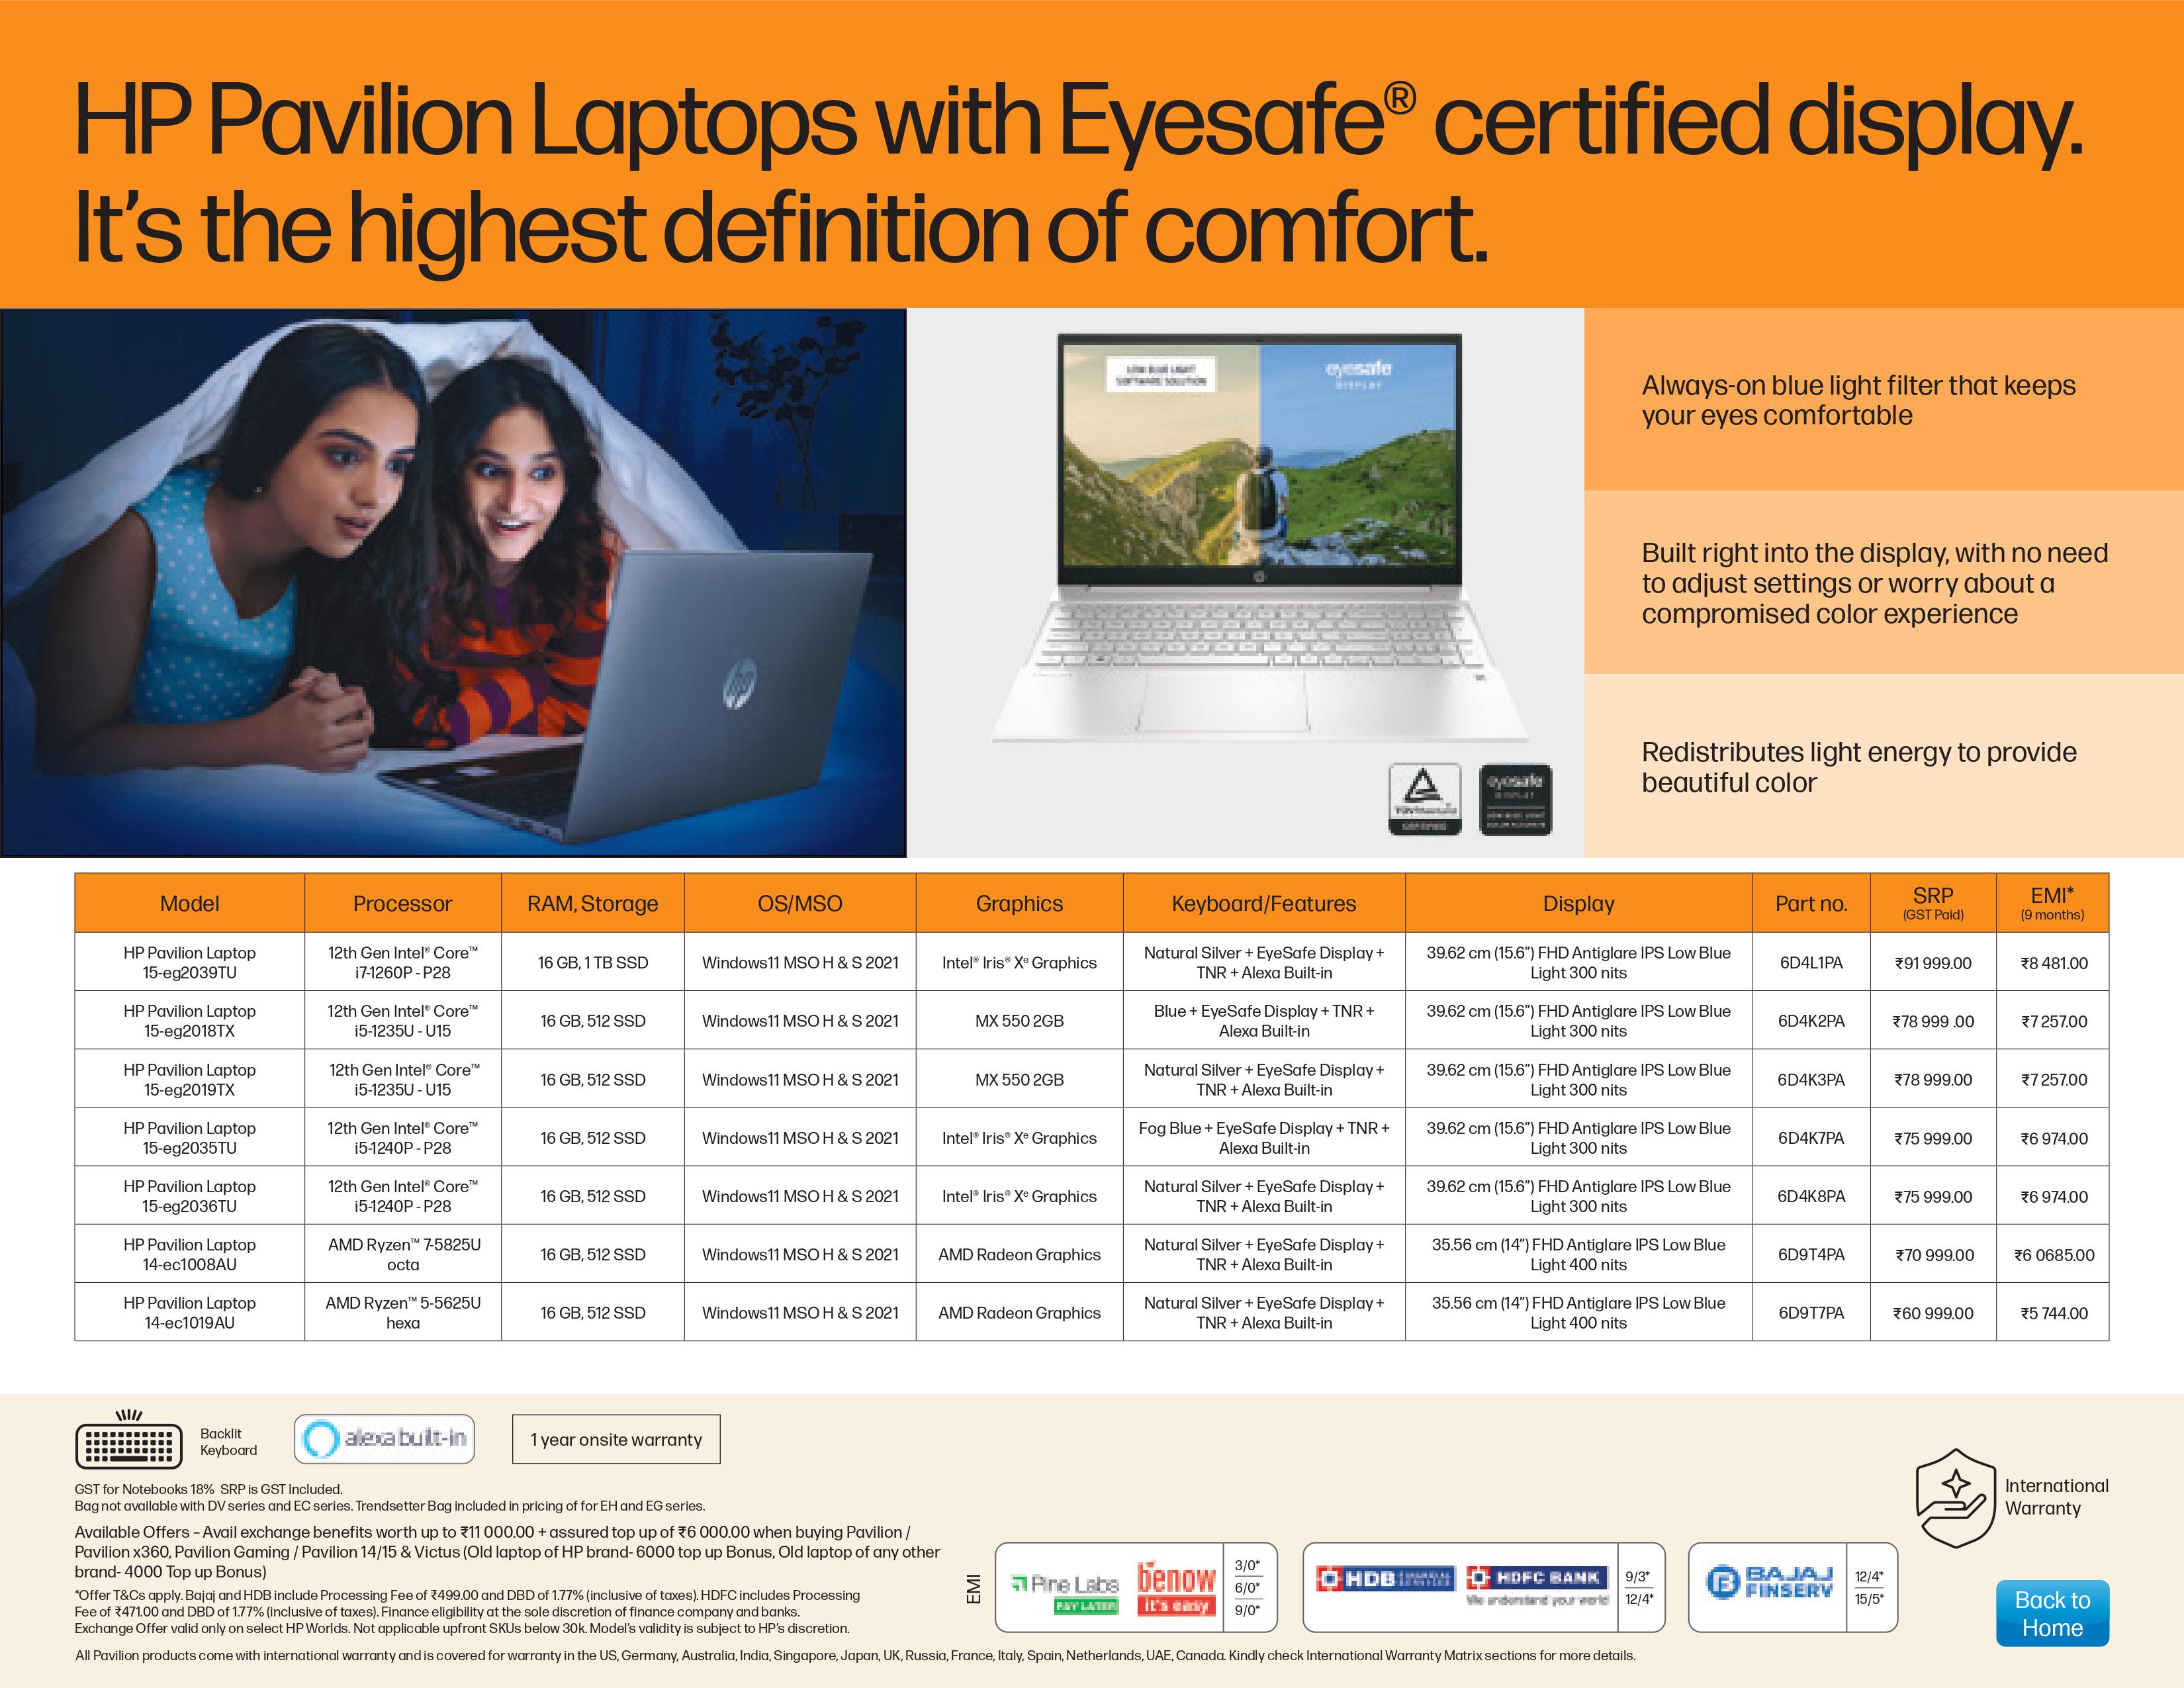 HP Pavilion Laptops with Eyesafe® certified display.
It's the highest definition of comfort.
LOW BLUE LIGHT
SOFTWARE SOLUTION
eyesafe
DISPLAY
hp
TÜVRheinland
CERTIFIED
eyesafe
DISPLAY
Always-on blue light filter that keeps
your eyes comfortable
Built right into the display, with no need
to adjust settings or worry about a
compromised color experience
Redistributes light energy to provide
beautiful color
Model Processor RAM, Storage OS/MSO Graphics Keyboard/Features Display Part no. SRP (GST Paid) EMI* (9 months)
HP Pavilion Laptop 15-eg2039TU 12th Gen Intel® Core™ i7-1260P - P28 16 GB, 1 TB SSD Windows11 MSO H & S 2021 Intel® Iris® Xᵉ Graphics Natural Silver + EyeSafe Display + TNR + Alexa Built-in 39.62 cm (15.6”) FHD Antiglare IPS Low Blue Light 300 nits 6D4L1PA ₹91 999.00 ₹8 481.00
HP Pavilion Laptop 15-eg2018TX 12th Gen Intel® Core™ i5-1235U - U15 16 GB, 512 SSD Windows11 MSO H & S 2021 MX 550 2GB Blue + EyeSafe Display + TNR + Alexa Built-in 39.62 cm (15.6”) FHD Antiglare IPS Low Blue Light 300 nits 6D4K2PA ₹78 999 .00 ₹7 257.00
HP Pavilion Laptop 15-eg2019TX 12th Gen Intel® Core™ i5-1235U - U15 16 GB, 512 SSD Windows11 MSO H & S 2021 MX 550 2GB Natural Silver + EyeSafe Display + TNR + Alexa Built-in 39.62 cm (15.6”) FHD Antiglare IPS Low Blue Light 300 nits 6D4K3PA ₹78 999.00 ₹7 257.00
HP Pavilion Laptop 15-eg2035TU 12th Gen Intel® Core™ i5-1240P - P28 16 GB, 512 SSD Windows11 MSO H & S 2021 Intel® Iris® Xᵉ Graphics Fog Blue + EyeSafe Display + TNR + Alexa Built-in 39.62 cm (15.6”) FHD Antiglare IPS Low Blue Light 300 nits 6D4K7PA ₹75 999.00 ₹6 974.00
HP Pavilion Laptop 15-eg2036TU 12th Gen Intel® Core™ i5-1240P - P28 16 GB, 512 SSD Windows11 MSO H & S 2021 Intel® Iris® Xᵉ Graphics Natural Silver + EyeSafe Display + TNR + Alexa Built-in 39.62 cm (15.6”) FHD Antiglare IPS Low Blue Light 300 nits 6D4K8PA ₹75 999.00 ₹6 974.00
HP Pavilion Laptop 14-ec1008AU AMD Ryzen™ 7-5825U octa 16 GB, 512 SSD Windows11 MSO H & S 2021 AMD Radeon Graphics Natural Silver + EyeSafe Display + TNR + Alexa Built-in 35.56 cm (14”) FHD Antiglare IPS Low Blue Light 400 nits 6D9T4PA ₹70 999.00 ₹6 0685.00
HP Pavilion Laptop 14-ec1019AU AMD Ryzen™ 5-5625U hexa 16 GB, 512 SSD Windows11 MSO H & S 2021 AMD Radeon Graphics Natural Silver + EyeSafe Display + TNR + Alexa Built-in 35.56 cm (14”) FHD Antiglare IPS Low Blue Light 400 nits 6D9T7PA ₹60 999.00 ₹5 744.00
Backlit
Keyboard
alexa built-in
1 year onsite warranty
GST for Notebooks 18% SRP is GST Included.
Bag not available with DV series and EC series. Trendsetter Bag included in pricing of for EH and EG series.
Available Offers – Avail exchange benefits worth up to ₹11 000.00 + assured top up of ₹6 000.00 when buying Pavilion /
Pavilion x360, Pavilion Gaming / Pavilion 14/15 & Victus (Old laptop of HP brand- 6000 top up Bonus, Old laptop of any other
brand- 4000 Top up Bonus)
*Offer T&Cs apply. Bajaj and HDB include Processing Fee of ₹499.00 and DBD of 1.77% (inclusive of taxes). HDFC includes Processing
Fee of ₹471.00 and DBD of 1.77% (inclusive of taxes). Finance eligibility at the sole discretion of finance company and banks.
Exchange Offer valid only on select HP Worlds. Not applicable upfront SKUs below 30k. Model's validity is subject to HP's discretion.
All Pavilion products come with international warranty and is covered for warranty in the US, Germany, Australia, India, Singapore, Japan, UK, Russia, France, Italy, Spain, Netherlands, UAE, Canada. Kindly check International Warranty Matrix sections for more details.
EMI
Pine Labs
PAY LATER
benow
it's easy
3/0*
6/0*
9/0*
HDB FINANCIAL SERVICES
HDFC BANK
We understand your world
9/3*
12/4*
BAJAJ
FINSERV
12/4*
15/5*
International
Warranty
Back to
Home